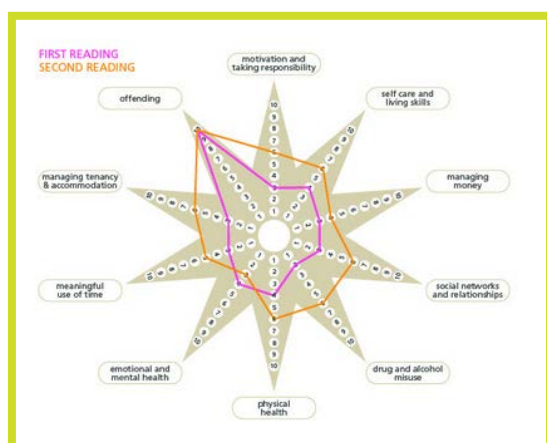 FIRST READING
SECOND READING
motivation and
taking responsibility
offending
self care and
living skills
managing tenancy
& accommodation
managing
money
meaningful
use of time
social networks
and relationships
emotional and
mental health
drug and alcohol
misuse
physical
health